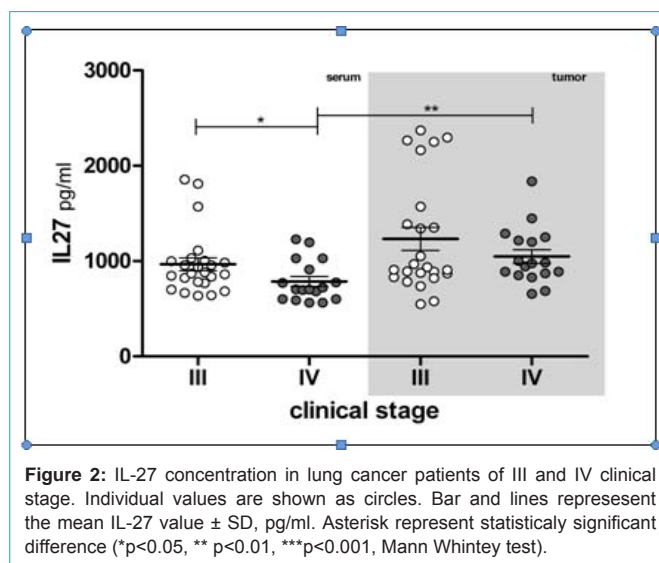 3000
serum
tumor
*
**
2000
IL27 pg/ml
1000
0
III
IV
III
IV
clinical stage
Figure 2: IL-27 concentration in lung cancer patients of III and IV clinical
stage. Individual values are shown as circles. Bar and lines represesent
the mean IL-27 value ± SD, pg/ml. Asterisk represent statisticaly significant
difference (*p<0.05, ** p<0.01, ***p<0.001, Mann Whintey test).